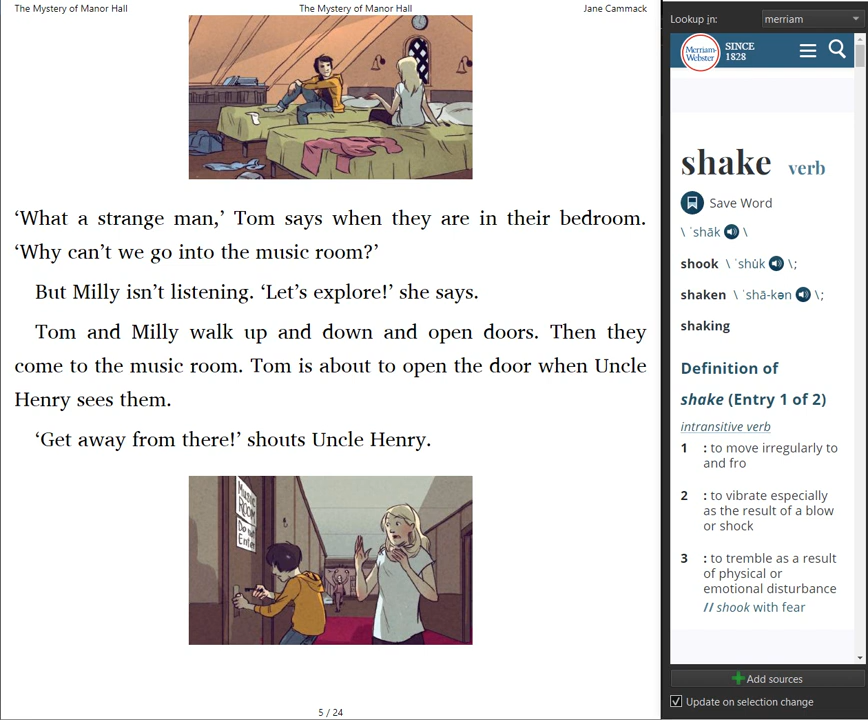 The Mystery of Manor Hall
The Mystery of Manor Hall
Jane Cammack
‘What a strange man,’ Tom says when they are in their bedroom.
‘Why can’t we go into the music room?’
But Milly isn’t listening. ‘Let’s explore!’ she says.
Tom and Milly walk up and down and open doors. Then they
come to the music room. Tom is about to open the door when Uncle
Henry sees them.
‘Get away from there!’ shouts Uncle Henry.
Music
Room
Do not
Enter
5 / 24
Lookup in:
merriam
Merriam-
Webster
SINCE
1828
shake verb
Save Word
\ ˈshāk \
shook \ ˈshu̇k \;
shaken \ ˈshā-kən \;
shaking
Definition of
shake (Entry 1 of 2)
intransitive verb
1 : to move irregularly to
and fro
2 : to vibrate especially
as the result of a blow
or shock
3 : to tremble as a result
of physical or
emotional disturbance
// shook with fear
Add sources
Update on selection change